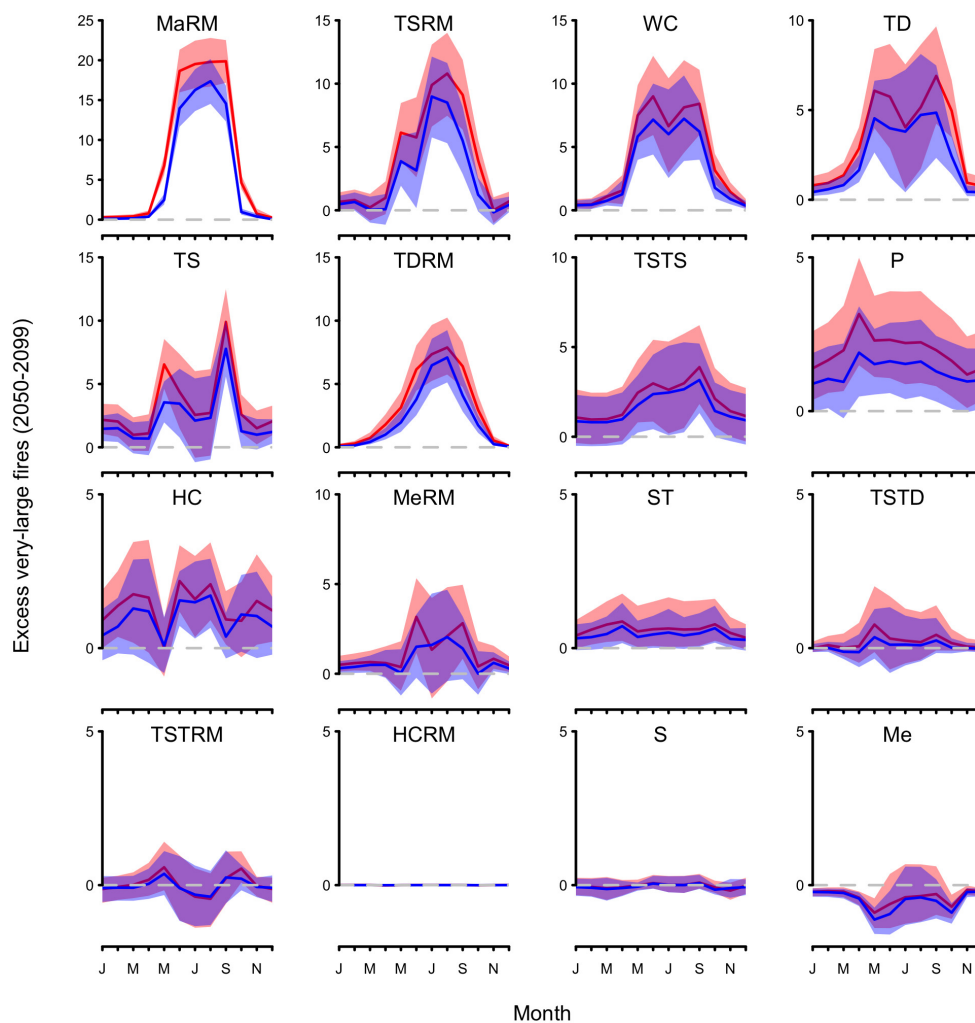 MaRM TSRM WC TD
25 20 15 10 5 0
15 10 5 0
15 10 5 0
10 5 0
TS TDRM TSTS P
15 10 5 0
15 10 5 0
10 5 0
5 0
HC MeRM ST TSTD
5 0
10 5 0
5 0
5 0
TSTRM HCRM S Me
5 0
5 0
5 0
5 0
J M M J S N
J M M J S N
J M M J S N
J M M J S N
Excess very-large fires (2050-2099)
Month